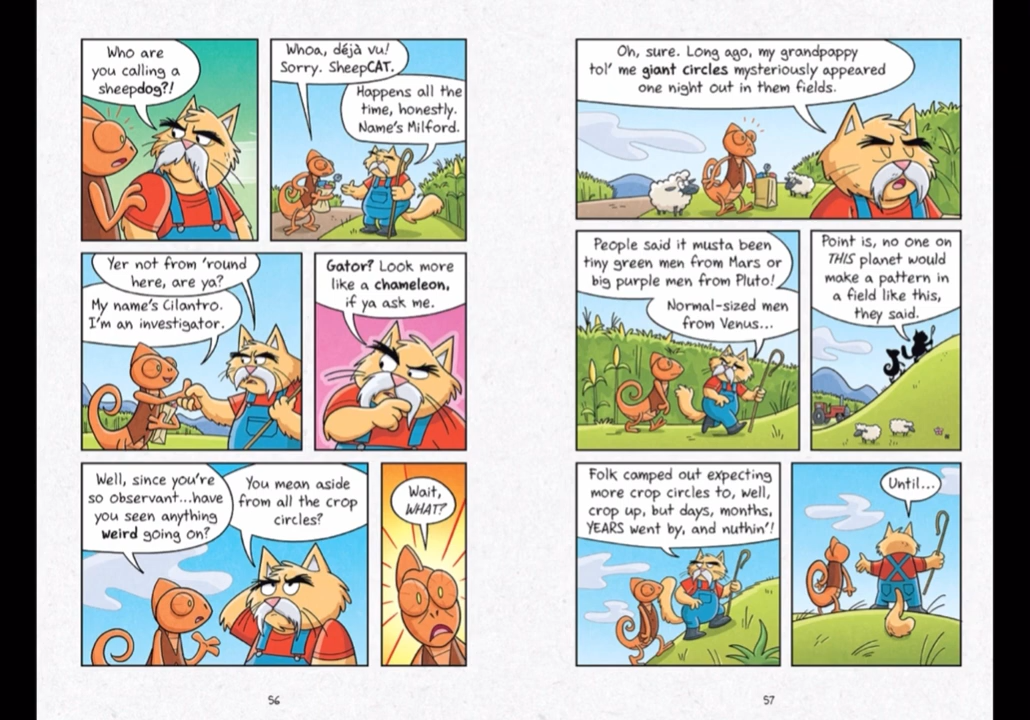 Who are
you calling a
sheepdog?!
Whoa, déjà vu!
Sorry. SheepCAT.
Happens all the
time, honestly.
Name's Milford.
Yer not from 'round
here, are ya?
My name's Cilantro.
I'm an investigator.
Gator? Look more
like a chameleon,
if ya ask me.
Well, since you're
so observant...have
you seen anything
weird going on?
You mean aside
from all the crop
circles?
Wait,
WHAT?
56
Oh, sure. Long ago, my grandpappy
tol' me giant circles mysteriously appeared
one night out in them fields.
People said it musta been
tiny green men from Mars or
big purple men from Pluto!
Normal-sized men
from Venus...
Point is, no one on
THIS planet would
make a pattern in
a field like this,
they said.
Folk camped out expecting
more crop circles to, well,
crop up, but days, months,
YEARS went by, and nuthin'!
Until...
57